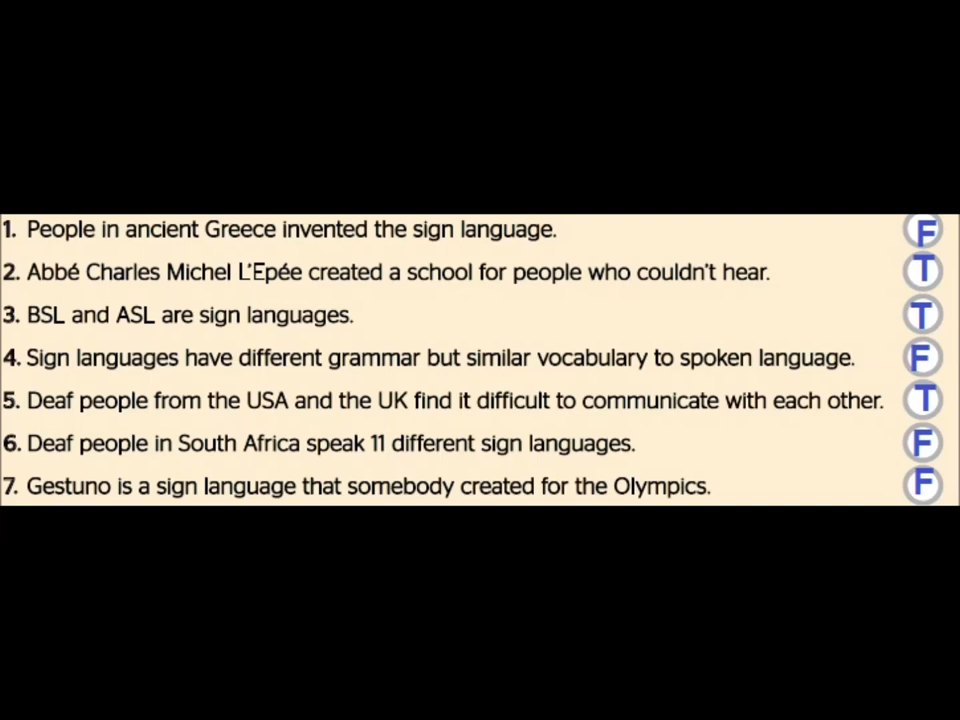 1. People in ancient Greece invented the sign language. F
2. Abbé Charles Michel L'Epée created a school for people who couldn't hear. T
3. BSL and ASL are sign languages. T
4. Sign languages have different grammar but similar vocabulary to spoken language. F
5. Deaf people from the USA and the UK find it difficult to communicate with each other. T
6. Deaf people in South Africa speak 11 different sign languages. F
7. Gestuno is a sign language that somebody created for the Olympics. F